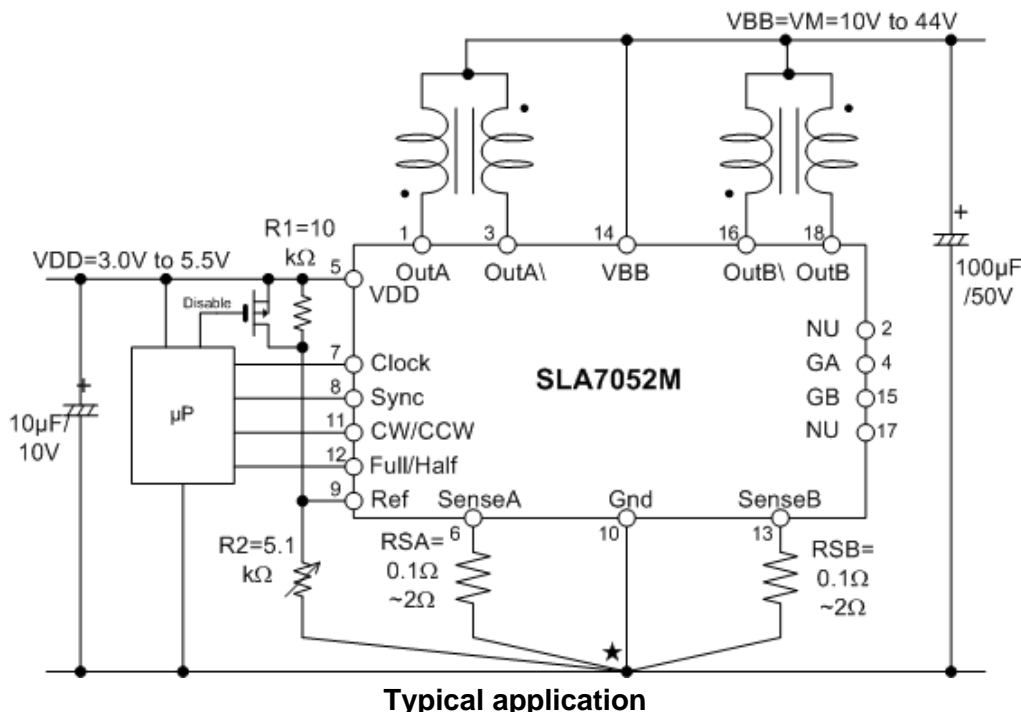 VBB=VM=10V to 44V
R1=10
kΩ
VDD=3.0V to 5.5V
Disable
1
3
14
16
18
OutA
OutA\
VBB
OutB\
OutB
5
VDD
100μF
/50V
+
NU
2
7
Clock
SLA7052M
GA
4
8
Sync
GB
15
+
10μF/
10V
μP
11
CW/CCW
NU
17
12
Full/Half
9
Ref
SenseA
Gnd
SenseB
6
10
13
R2=5.1
kΩ
RSA=
0.1Ω
~2Ω
RSB=
0.1Ω
~2Ω
★
Typical application